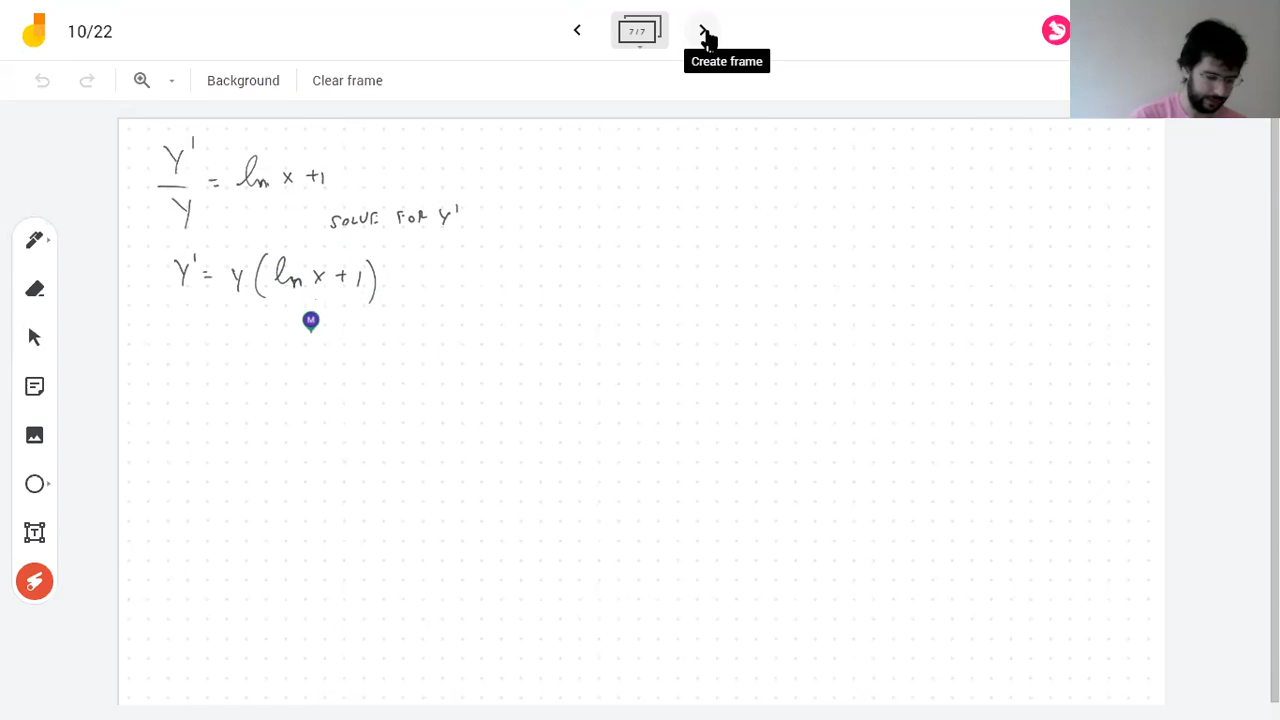 10/22
7/7
Create frame
Background
Clear frame
Y'/Y = ln x +1
SOLVE FOR Y'
Y' = Y (ln x + 1)
M
T